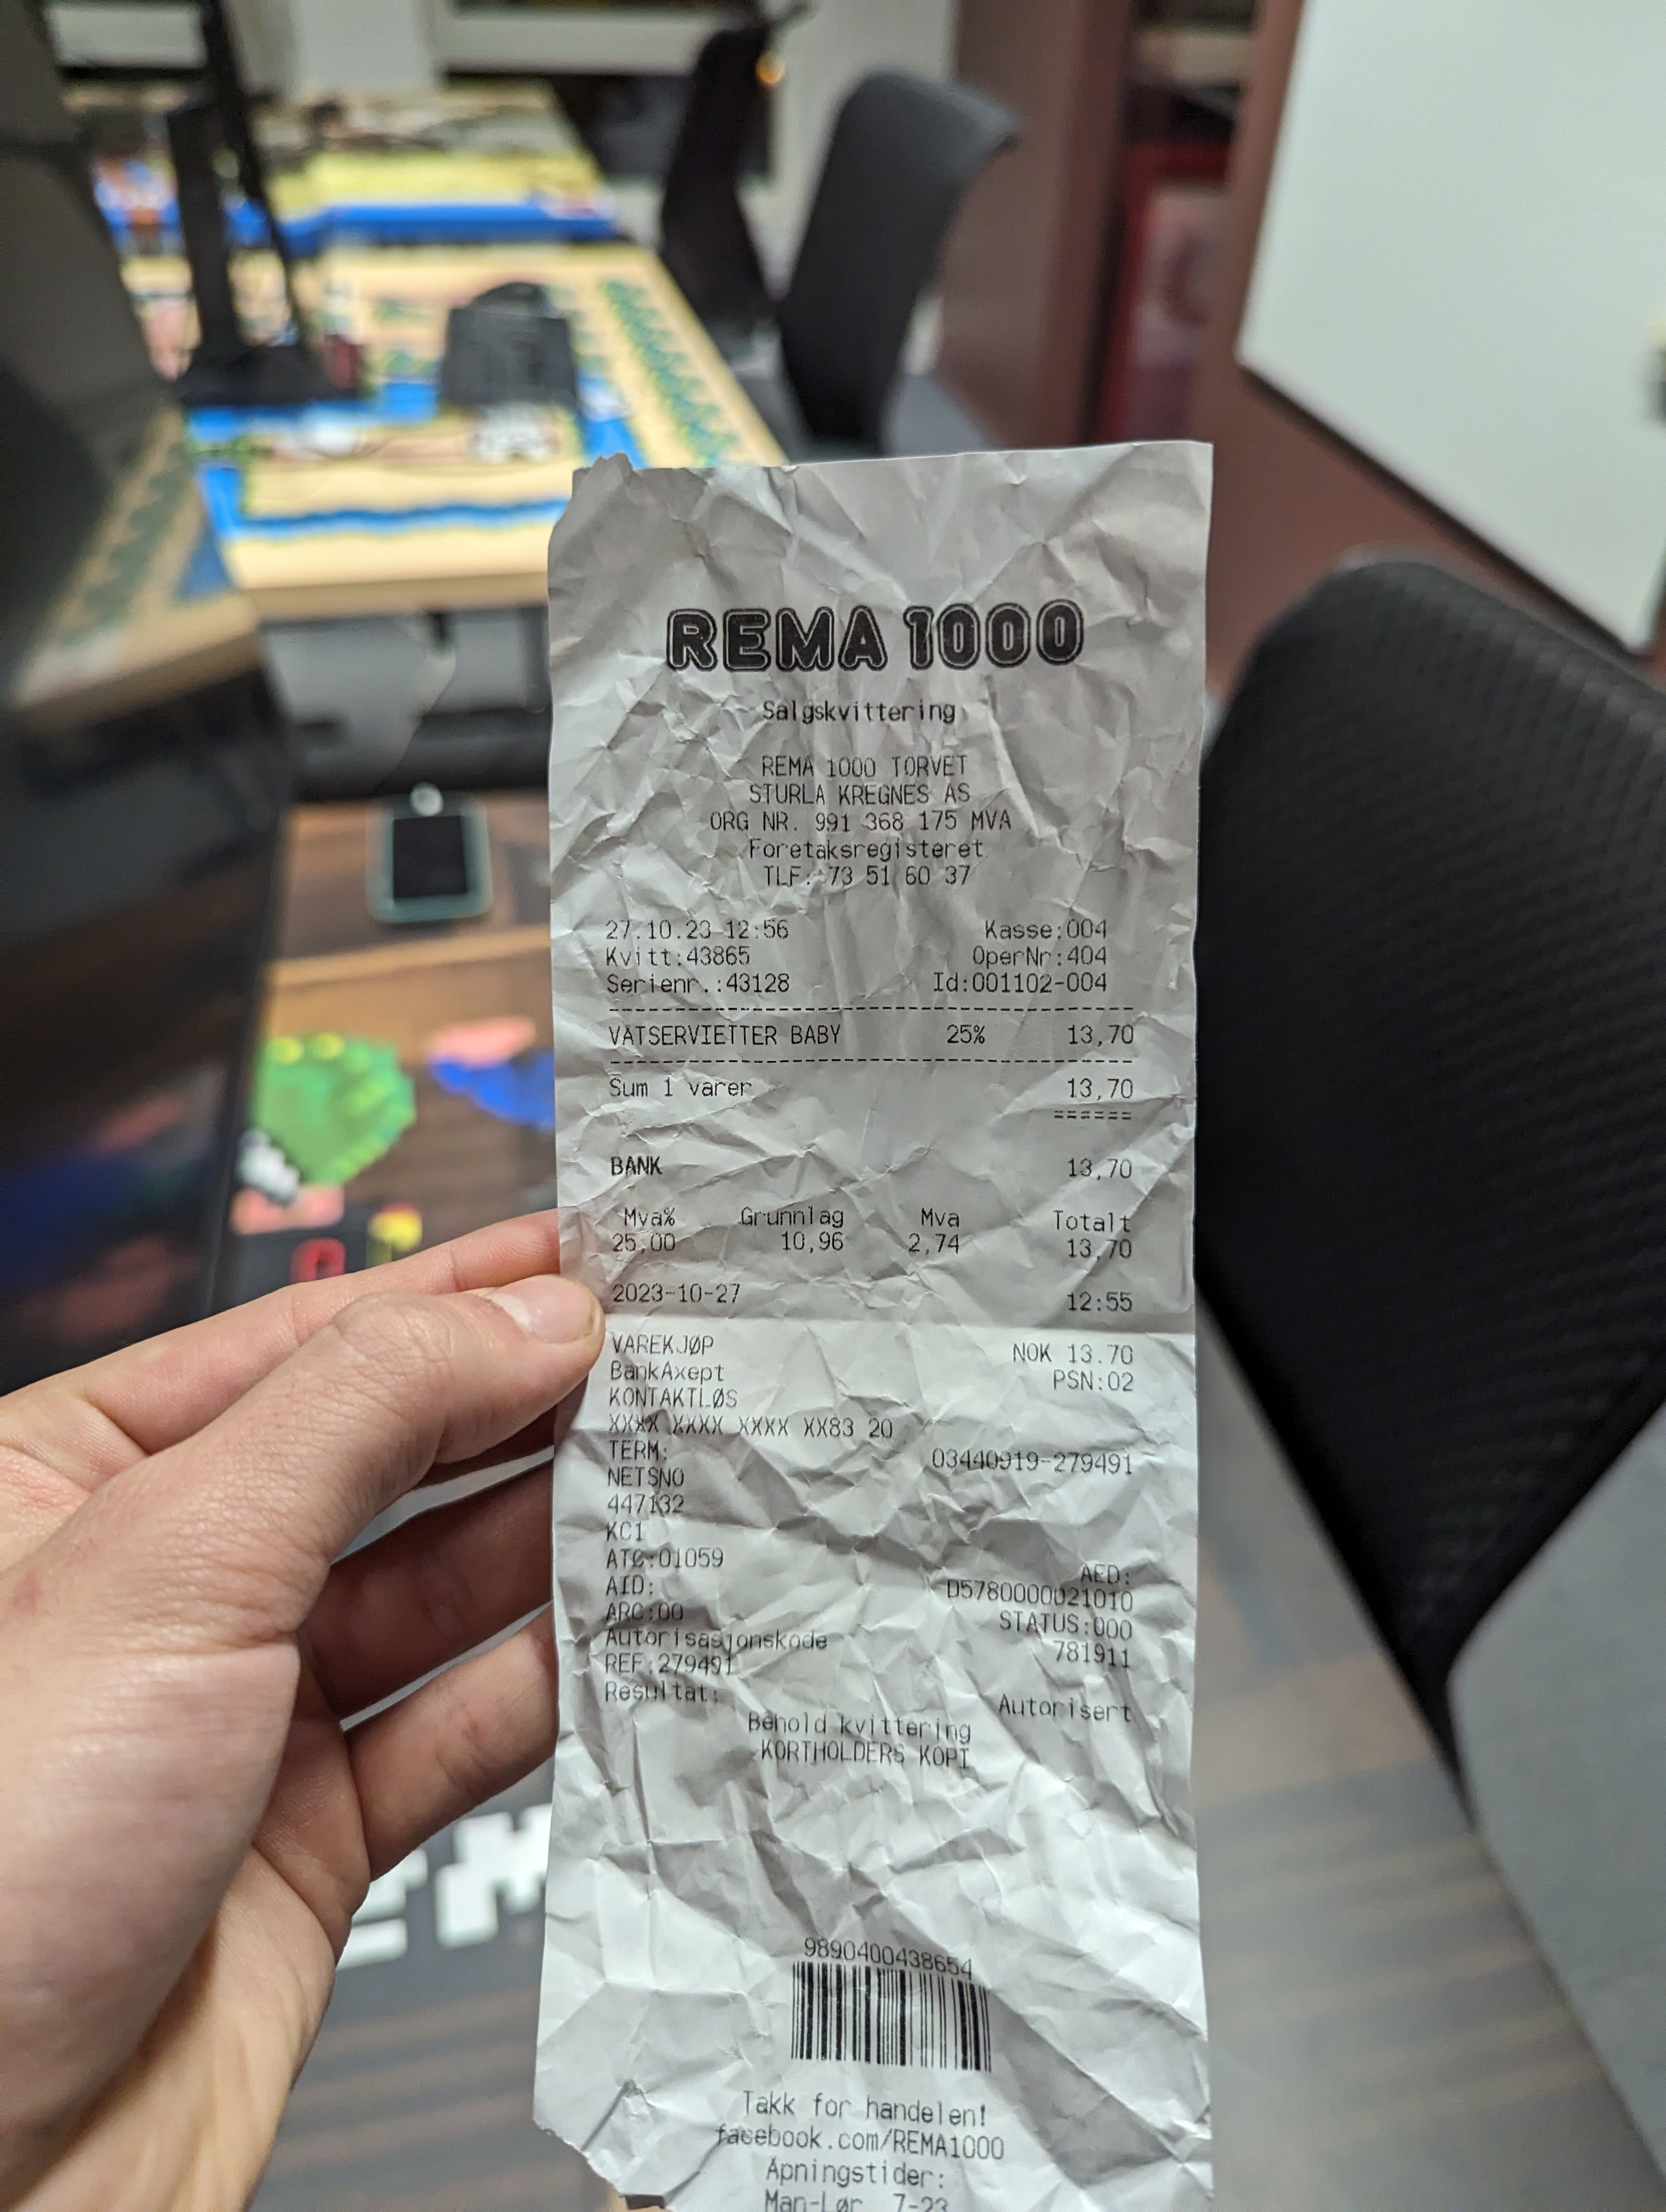 REMA 1000
Salgskvittering
REMA 1000 TORVET
STURLA KREGNES AS
ORG NR. 991 368 175 MVA
Foretaksregisteret
TLF: 73 51 60 37
27.10.23 12:56 Kasse:004
Kvitt:43865 OperNr:404
Serienr.:43128 Id:001102-004
VATSERVIETTER BABY 25% 13,70
Sum 1 varer 13,70
======
BANK 13,70
Mva% Grunnlag Mva Totalt
25,00 10,96 2,74 13,70
2023-10-27 12:55
VAREKJØP NOK 13.70
BankAxept PSN:02
KONTAKTLØS
XXXX XXXX XXXX XX83 20
TERM: 03440919-279491
NETSNO
447132
KC1
ATC:01059 AED:
AID: D5780000021010
ARC:00 STATUS:000
Autorisasjonskode 781911
REF:279491
Resultat: Autorisert
Behold kvittering
KORTHOLDERS KOPI
9890400438654
Takk for handelen!
facebook.com/REMA1000
Åpningstider:
Man-Lør 7-23